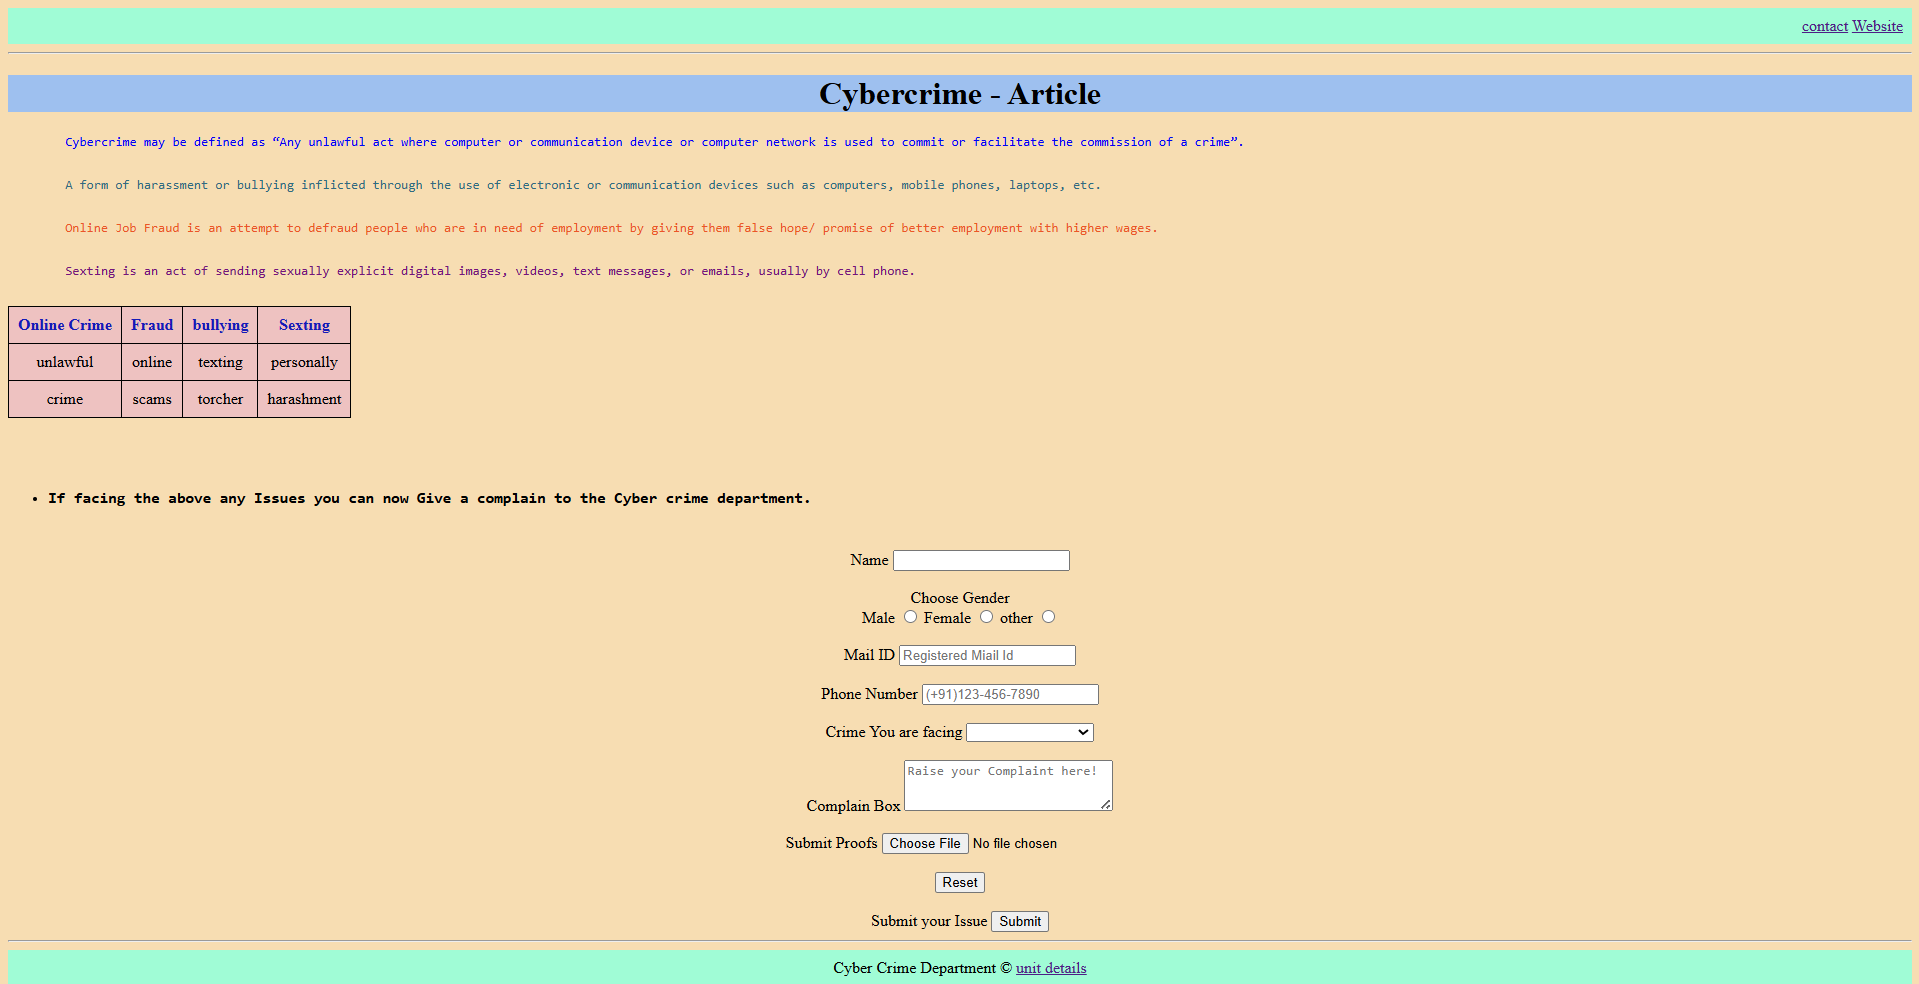 contact Website
Cybercrime - Article
Cybercrime may be defined as “Any unlawful act where computer or communication device or computer network is used to commit or facilitate the commission of a crime”.
A form of harassment or bullying inflicted through the use of electronic or communication devices such as computers, mobile phones, laptops, etc.
Online Job Fraud is an attempt to defraud people who are in need of employment by giving them false hope/ promise of better employment with higher wages.
Sexting is an act of sending sexually explicit digital images, videos, text messages, or emails, usually by cell phone.
Online Crime Fraud bullying Sexting
unlawful online texting personally
crime scams torcher harashment
• If facing the above any Issues you can now Give a complain to the Cyber crime department.
Name
Choose Gender
Male Female other
Mail ID Registered Miail Id
Phone Number (+91)123-456-7890
Crime You are facing
Raise your Complaint here!
Complain Box
Submit Proofs Choose File No file chosen
Reset
Submit your Issue Submit
Cyber Crime Department © unit details